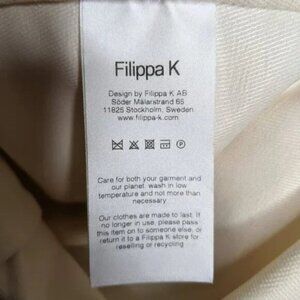 Filippa K
Design by Filippa K AB
Söder Mälarstrand 65
11825 Stockholm, Sweden
www.filippa-k.com
Care for both your garment and
our planet. wash in low
temperature and not more than
necessary
Our clothes are made to last. If
no longer in use, please pass
this item on to someone else, or
return it to a Filippa K-store for
reselling or recycling